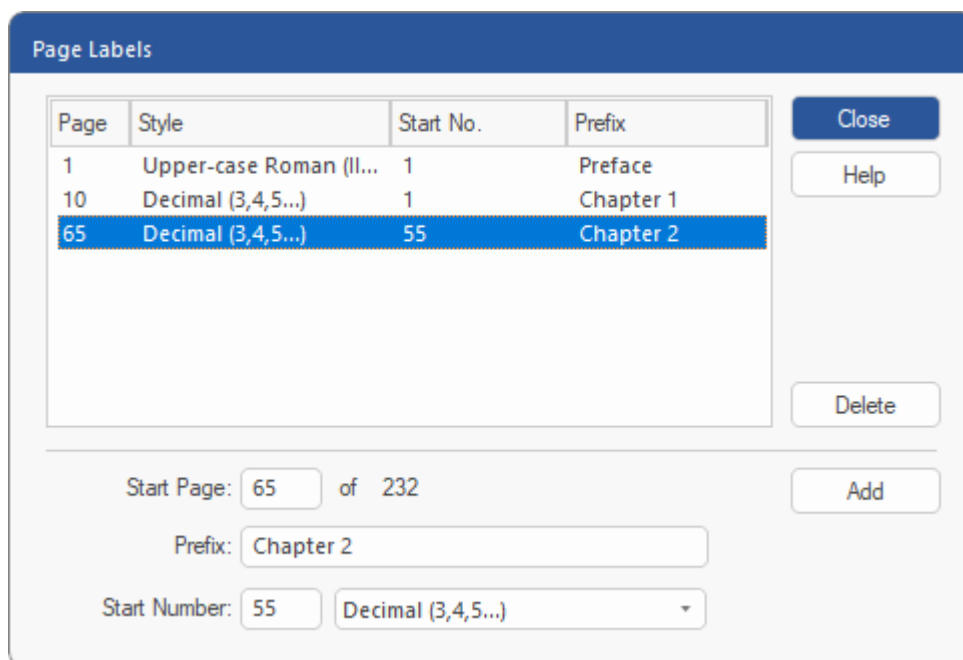 Page Labels
Page Style Start No. Prefix Close
1 Upper-case Roman (II... 1 Preface Help
10 Decimal (3,4,5...) 1 Chapter 1
65 Decimal (3,4,5...) 55 Chapter 2
Delete
Start Page: 65 of 232 Add
Prefix: Chapter 2
Start Number: 55 Decimal (3,4,5...)